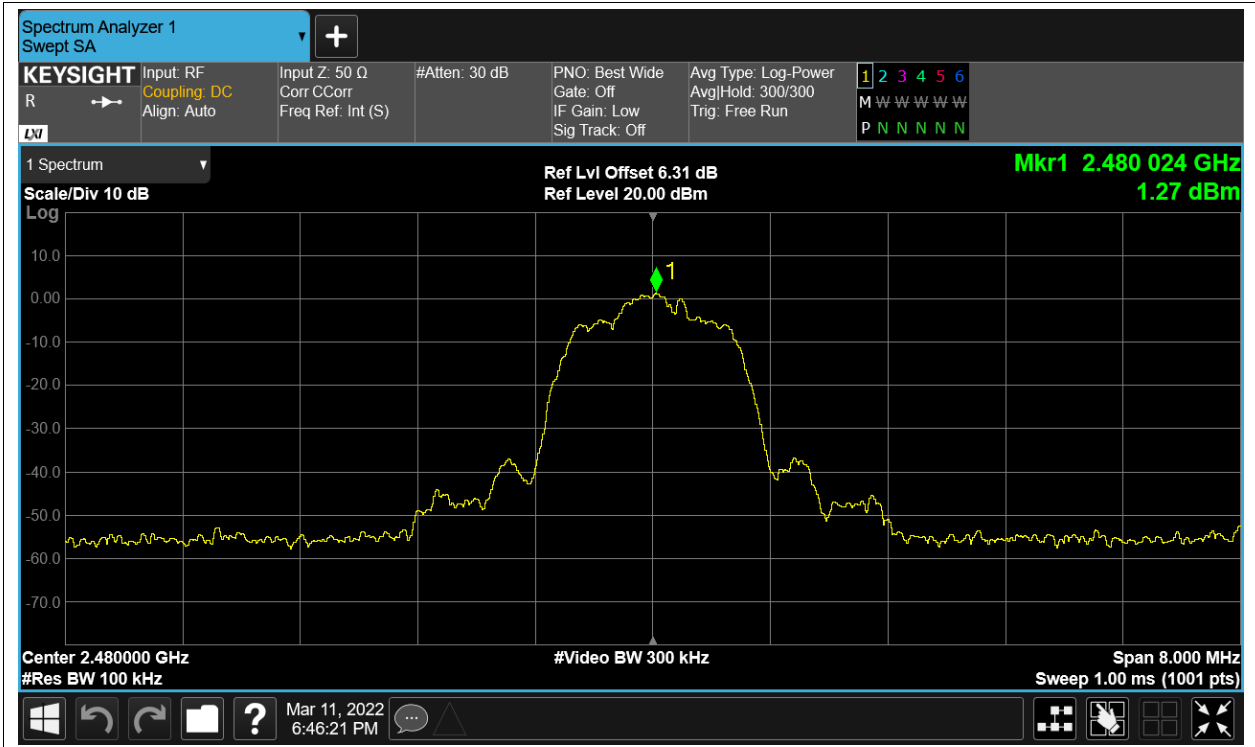 Spectrum Analyzer 1
Swept SA
+
KEYSIGHT
R
LXI
Input: RF
Coupling: DC
Align: Auto
Input Z: 50 Ω
Corr CCorr
Freq Ref: Int (S)
#Atten: 30 dB
PNO: Best Wide
Gate: Off
IF Gain: Low
Sig Track: Off
Avg Type: Log-Power
Avg|Hold: 300/300
Trig: Free Run
1 2 3 4 5 6
M W W W W W
P N N N N N
1 Spectrum
Scale/Div 10 dB
Log
Ref Lvl Offset 6.31 dB
Ref Level 20.00 dBm
Mkr1 2.480 024 GHz
1.27 dBm
1
10.0
0.00
-10.0
-20.0
-30.0
-40.0
-50.0
-60.0
-70.0
Center 2.480000 GHz
#Res BW 100 kHz
#Video BW 300 kHz
Span 8.000 MHz
Sweep 1.00 ms (1001 pts)
?
Mar 11, 2022
6:46:21 PM